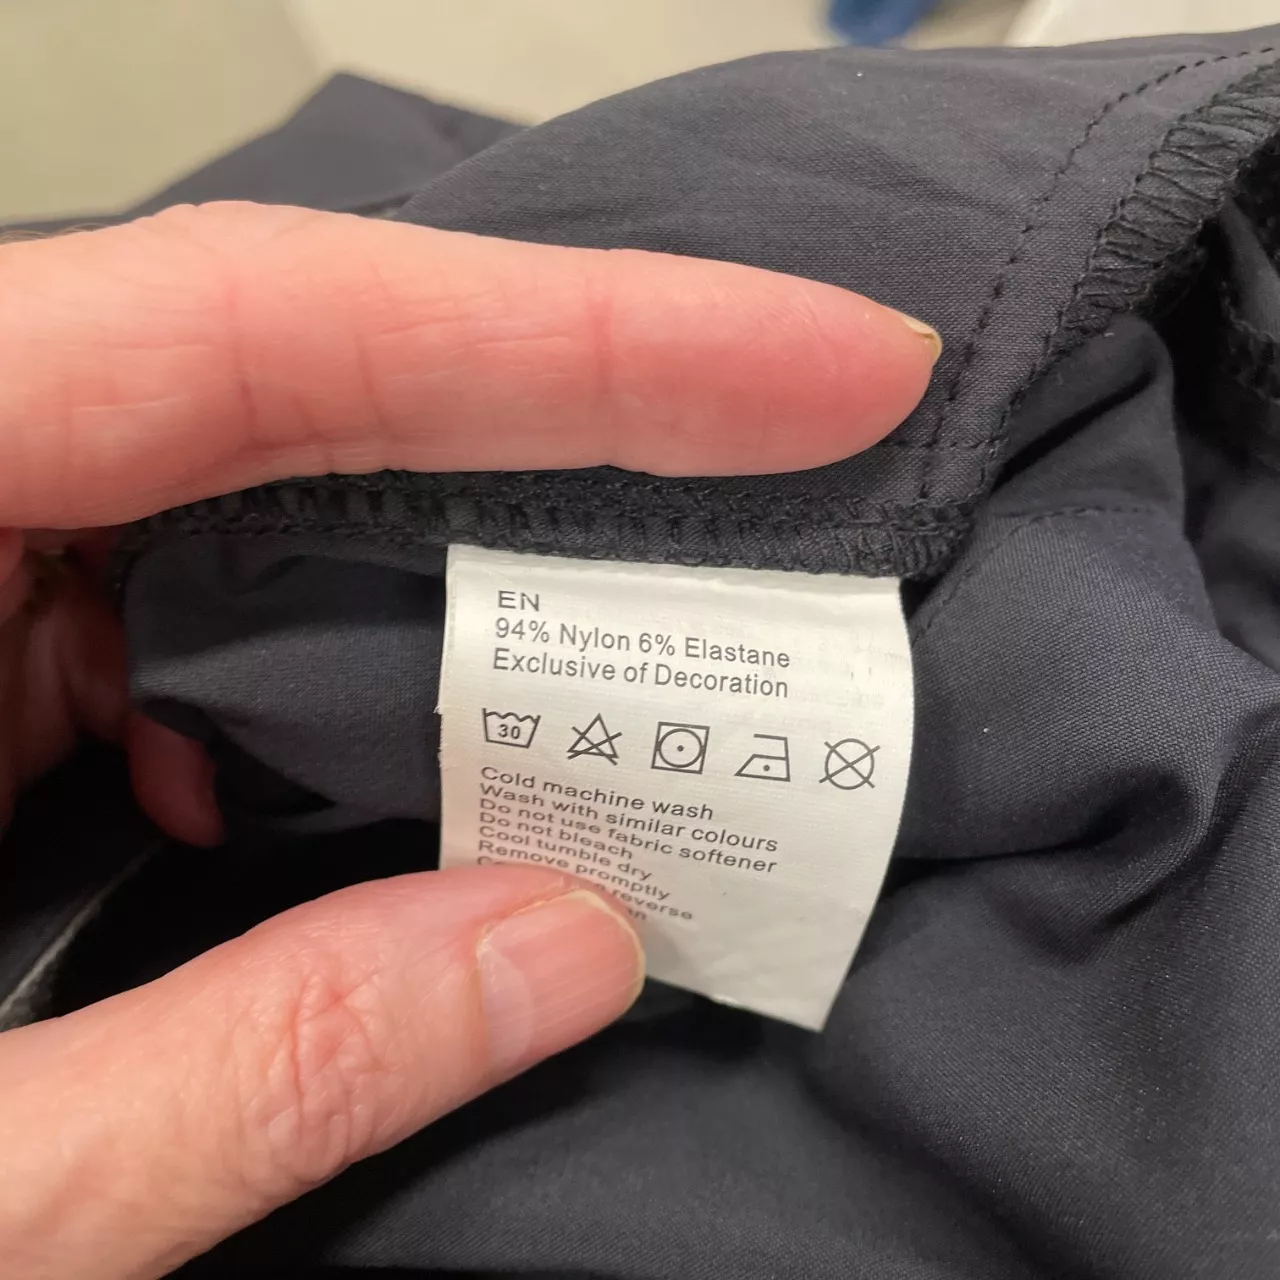 EN
94% Nylon 6% Elastane
Exclusive of Decoration
30
Cold machine wash
Wash with similar colours
Do not use fabric softener
Do not bleach
Cool tumble dry
Remove promptly
reverse